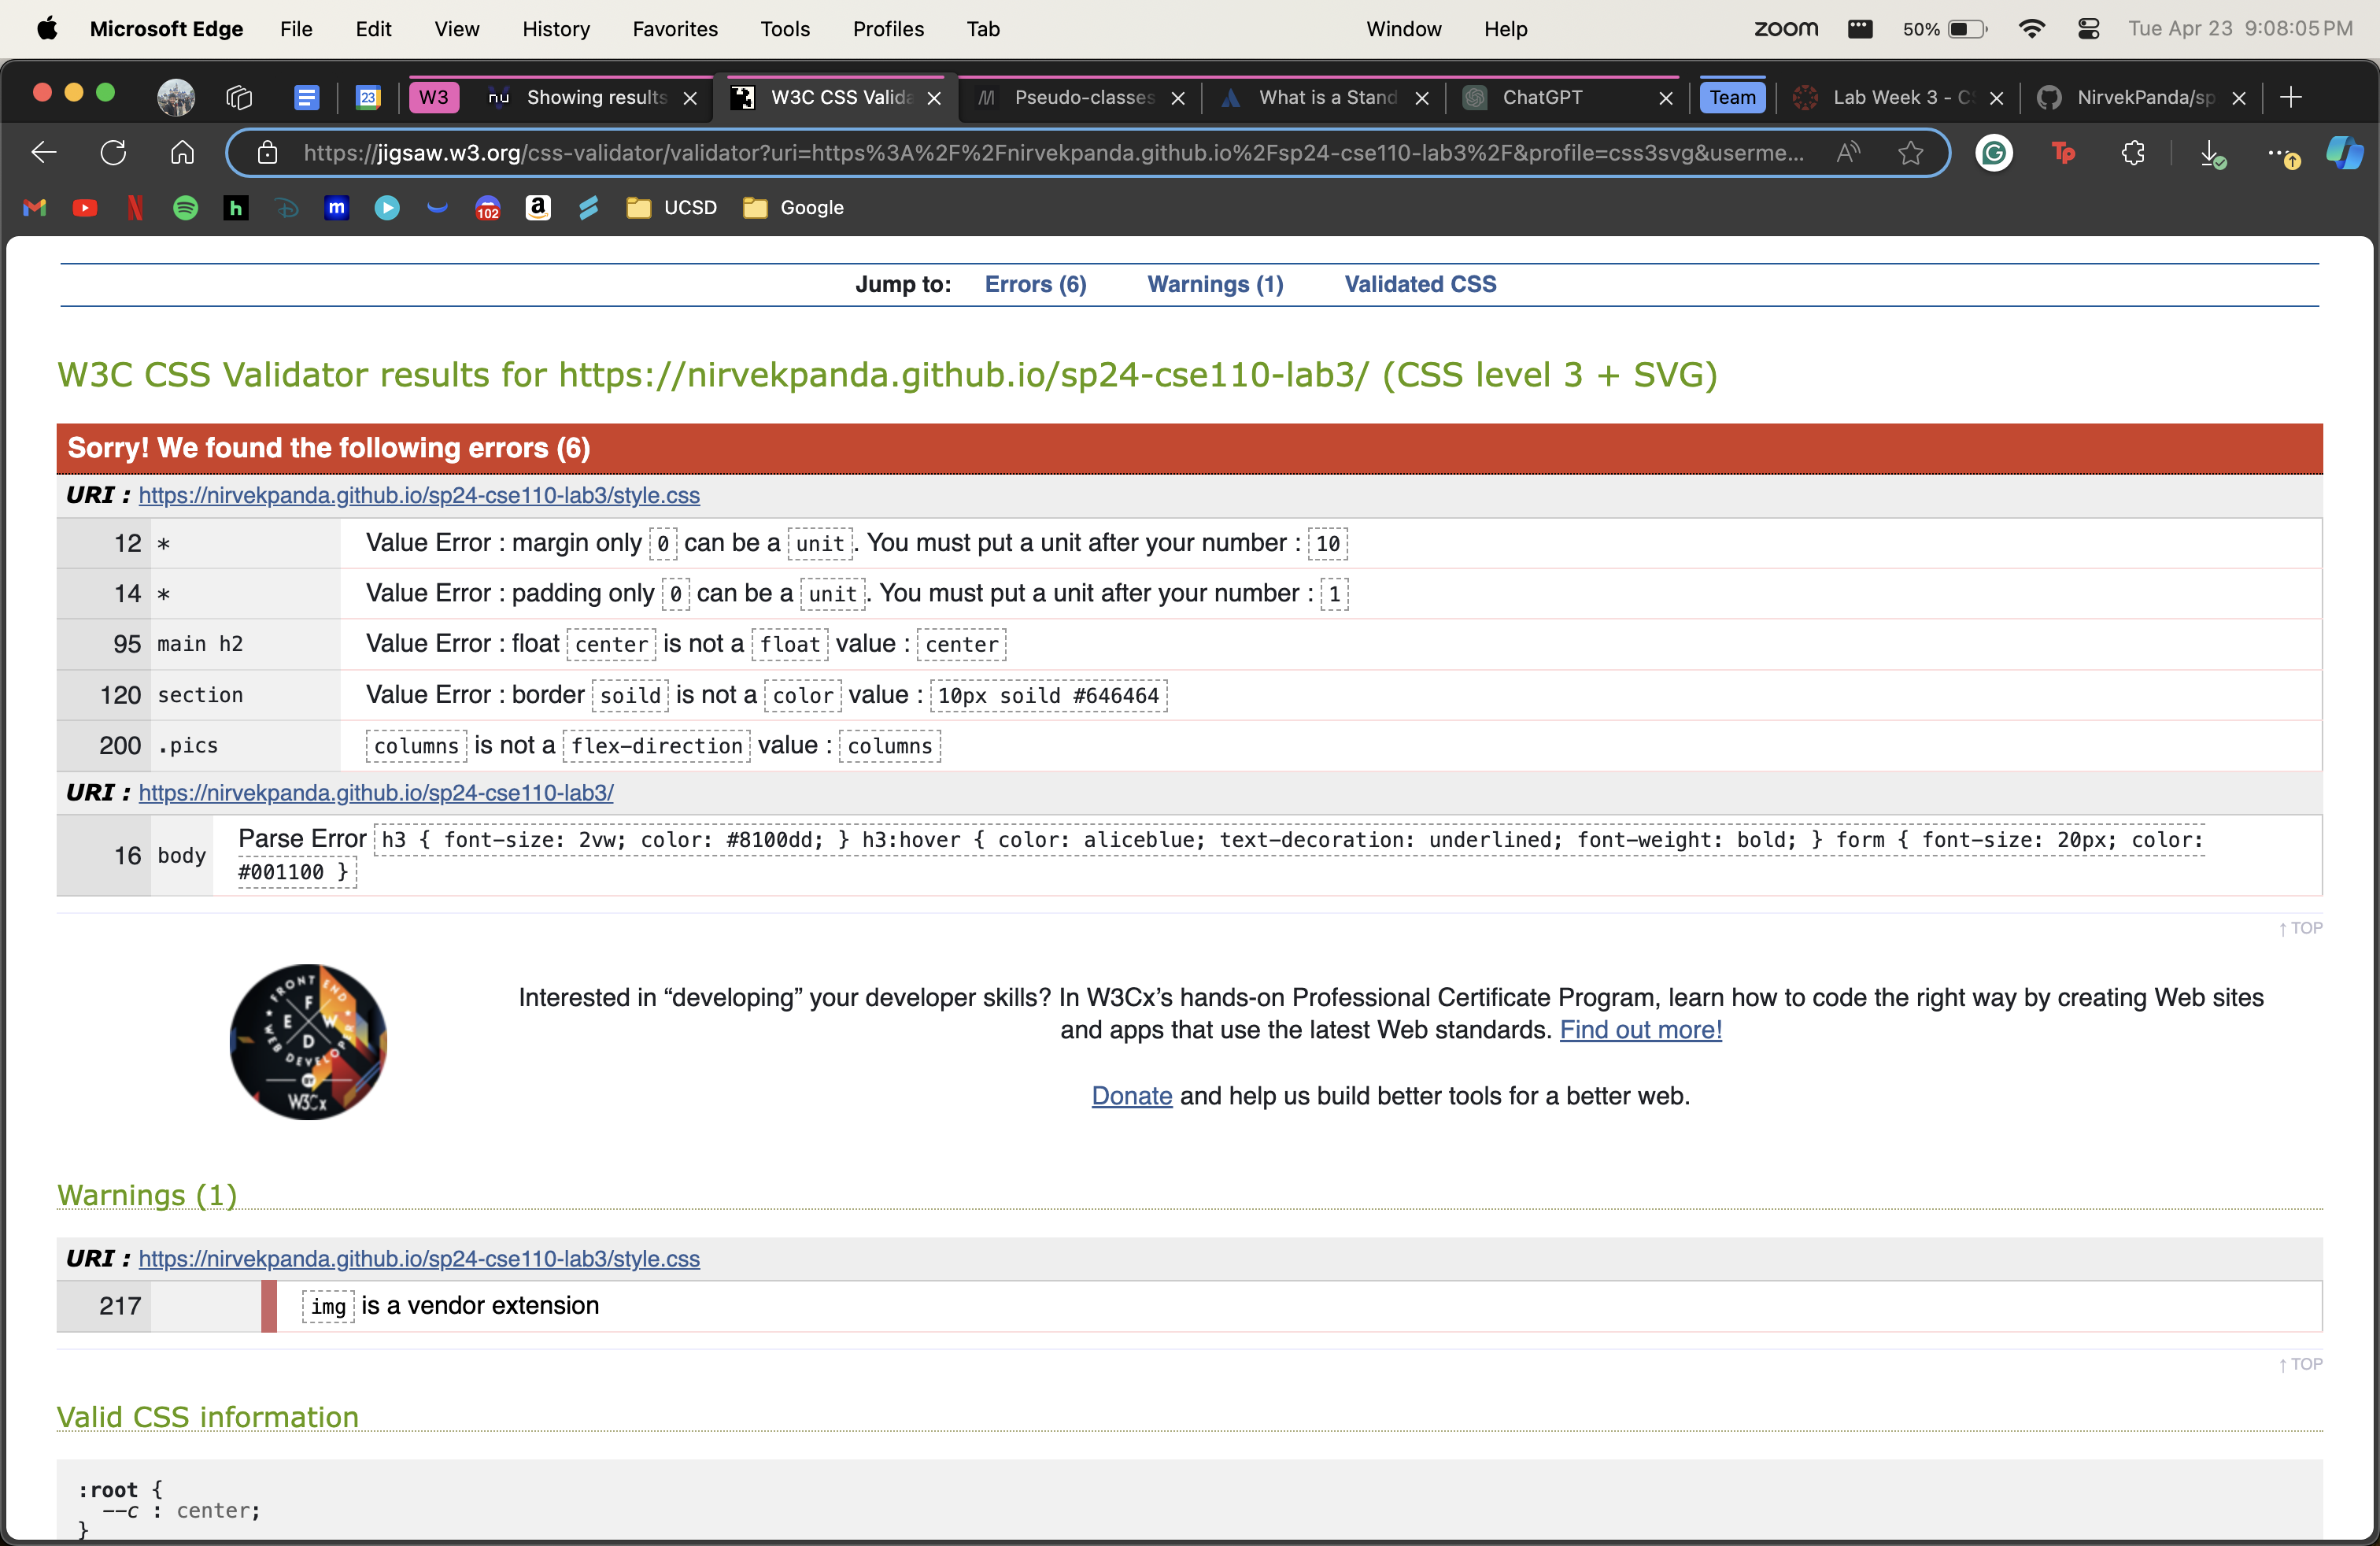 Microsoft Edge File Edit View History Favorites Tools Profiles Tab Window Help zoom 50% Tue Apr 23 9:08:05 PM
23 W3 nu Showing results W3C CSS Valida Pseudo-classes What is a Stand ChatGPT Team Lab Week 3 - CS NirvekPanda/sp
https://jigsaw.w3.org/css-validator/validator?uri=https%3A%2F%2Fnirvekpanda.github.io%2Fsp24-cse110-lab3%2F&profile=css3svg&userme... A Tp
h m 102 a UCSD Google
Jump to: Errors (6) Warnings (1) Validated CSS
W3C CSS Validator results for https://nirvekpanda.github.io/sp24-cse110-lab3/ (CSS level 3 + SVG)
Sorry! We found the following errors (6)
URI : https://nirvekpanda.github.io/sp24-cse110-lab3/style.css
12 * Value Error : margin only 0 can be a unit. You must put a unit after your number : 10
14 * Value Error : padding only 0 can be a unit. You must put a unit after your number : 1
95 main h2 Value Error : float center is not a float value : center
120 section Value Error : border soild is not a color value : 10px soild #646464
200 .pics columns is not a flex-direction value : columns
URI : https://nirvekpanda.github.io/sp24-cse110-lab3/
16 body Parse Error h3 { font-size: 2vw; color: #8100dd; } h3:hover { color: aliceblue; text-decoration: underlined; font-weight: bold; } form { font-size: 20px; color:
#001100 }
↑ TOP
FRONT END
F
E W
D
WEB DEVELOPER
BY
W3Cx
Interested in “developing” your developer skills? In W3Cx’s hands-on Professional Certificate Program, learn how to code the right way by creating Web sites
and apps that use the latest Web standards. Find out more!
Donate and help us build better tools for a better web.
Warnings (1)
URI : https://nirvekpanda.github.io/sp24-cse110-lab3/style.css
217 img is a vendor extension
↑ TOP
Valid CSS information
:root {
--c : center;
}